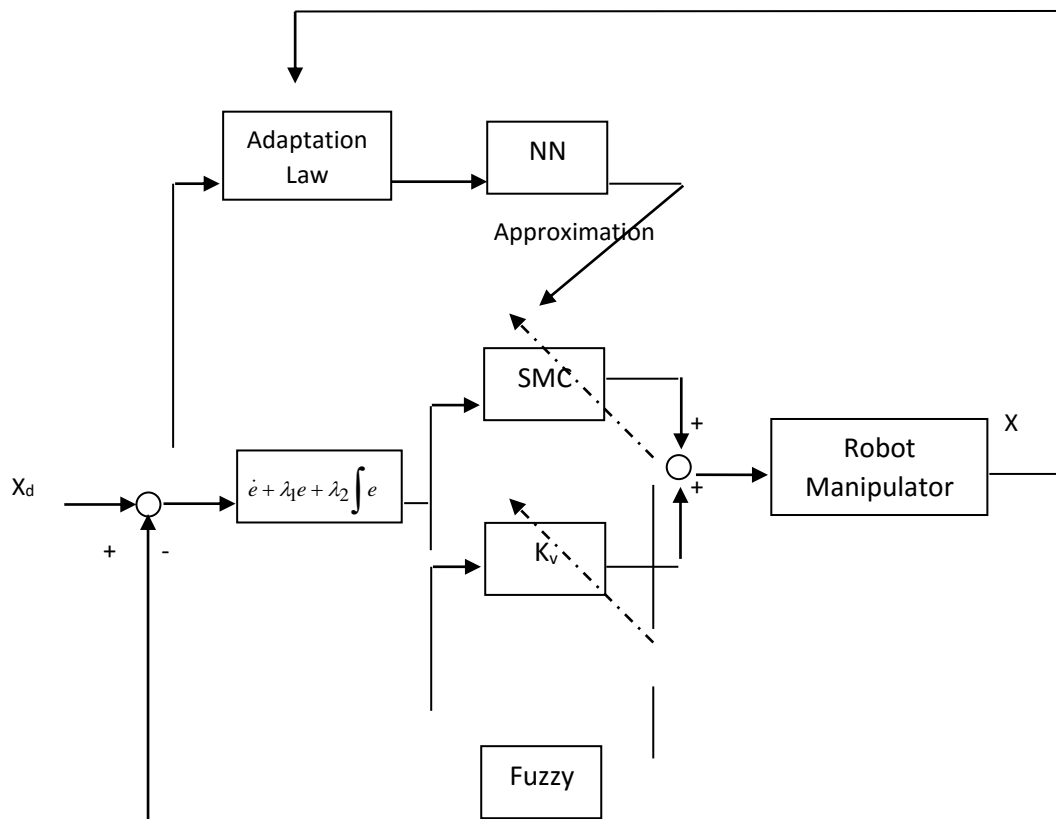 Adaptation
Law
NN
Approximation
SMC
+
X
Robot
Manipulator
X_d
ė + λ₁e + λ₂∫e
+
+
-
K_v
Fuzzy